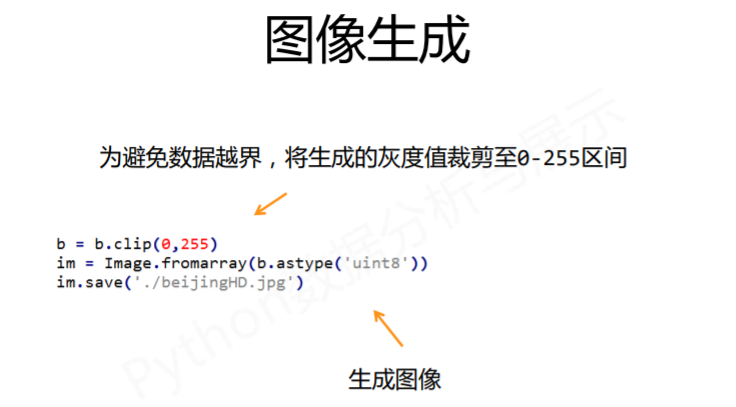 图像生成
为避免数据越界，将生成的灰度值裁剪至0-255区间
b = b.clip(0,255)
im = Image.fromarray(b.astype('uint8'))
im.save('./beijingHD.jpg')
生成图像
Python数据分析与展示